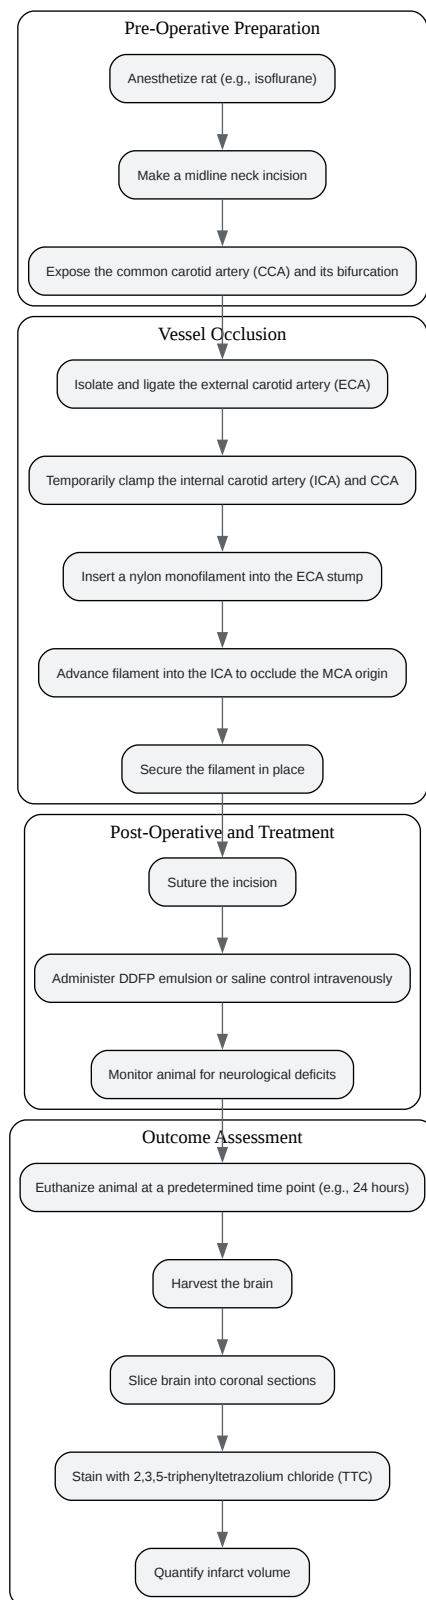 Pre-Operative Preparation
Anesthetize rat (e.g., isoflurane)
Make a midline neck incision
Expose the common carotid artery (CCA) and its bifurcation
Vessel Occlusion
Isolate and ligate the external carotid artery (ECA)
Temporarily clamp the internal carotid artery (ICA) and CCA
Insert a nylon monofilament into the ECA stump
Advance filament into the ICA to occlude the MCA origin
Secure the filament in place
Post-Operative and Treatment
Suture the incision
Administer DDFP emulsion or saline control intravenously
Monitor animal for neurological deficits
Outcome Assessment
Euthanize animal at a predetermined time point (e.g., 24 hours)
Harvest the brain
Slice brain into coronal sections
Stain with 2,3,5-triphenyltetrazolium chloride (TTC)
Quantify infarct volume